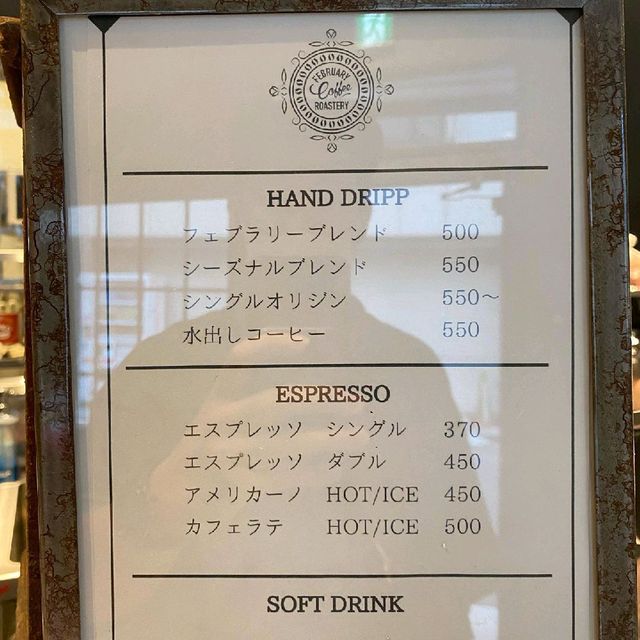 FEBRUARY
Coffee
ROASTERY
HAND DRIPP
フェブラリーブレンド 500
シーズナルブレンド 550
シングルオリジン 550〜
水出しコーヒー 550
ESPRESSO
エスプレッソ シングル 370
エスプレッソ ダブル 450
アメリカーノ HOT/ICE 450
カフェラテ HOT/ICE 500
SOFT DRINK